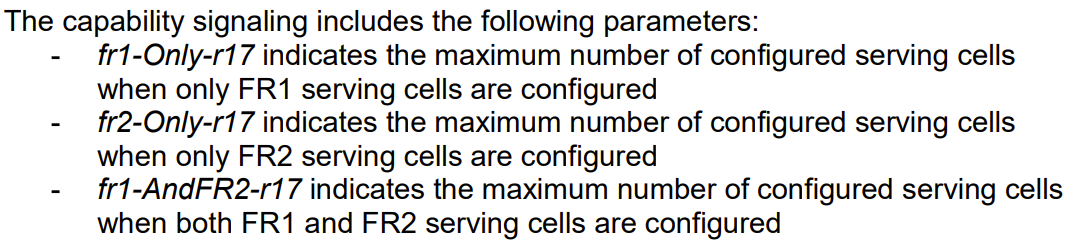 The capability signaling includes the following parameters:
- fr1-Only-r17 indicates the maximum number of configured serving cells
when only FR1 serving cells are configured
- fr2-Only-r17 indicates the maximum number of configured serving cells
when only FR2 serving cells are configured
- fr1-AndFR2-r17 indicates the maximum number of configured serving cells
when both FR1 and FR2 serving cells are configured